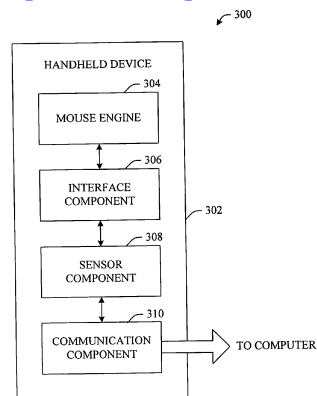 300
HANDHELD DEVICE
304
MOUSE ENGINE
306
INTERFACE
COMPONENT
302
308
SENSOR
COMPONENT
310
COMMUNICATION
COMPONENT
TO COMPUTER